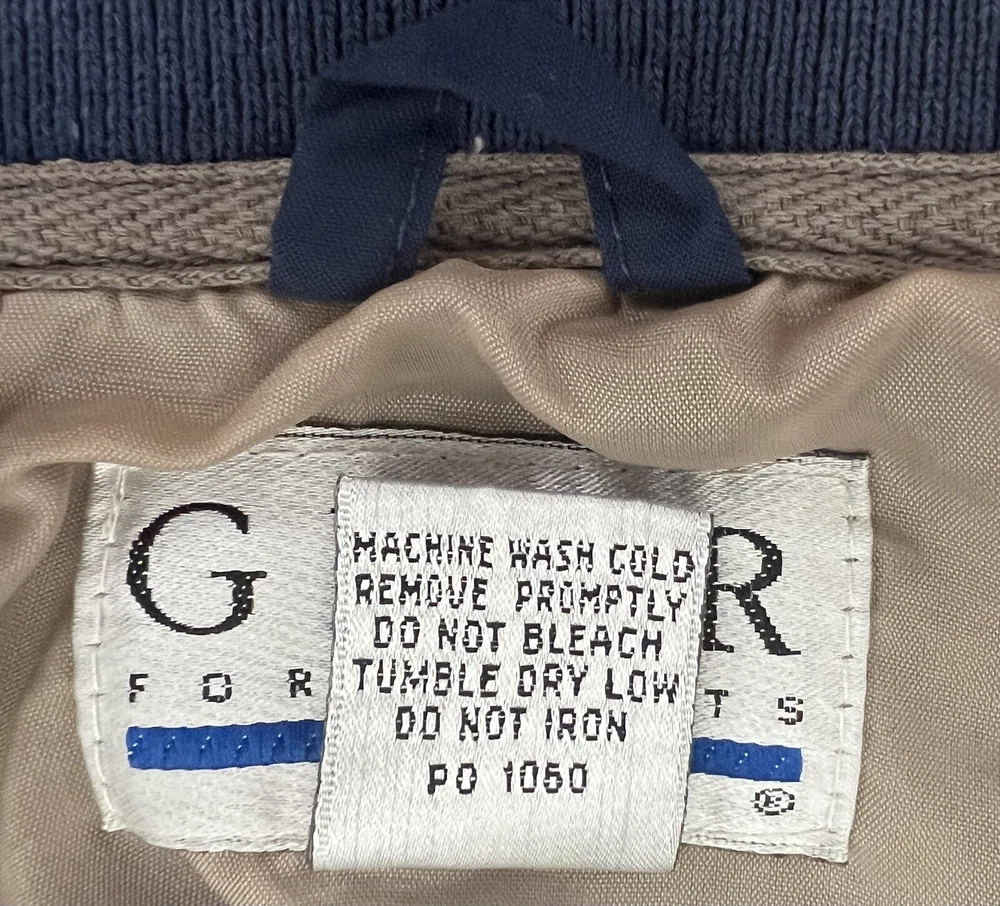 G R
FOR TS
®
MACHINE WASH COLD
REMOVE PROMPTLY
DO NOT BLEACH
TUMBLE DRY LOW
DO NOT IRON
PO 1050